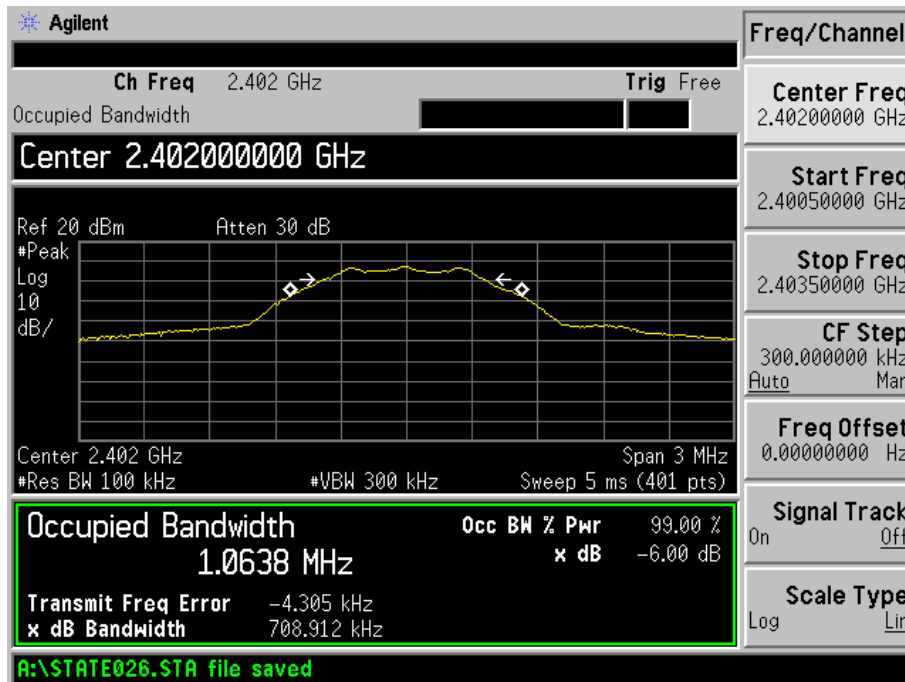 Agilent
Freq/Channel
Ch Freq 2.402 GHz Trig Free
Occupied Bandwidth
Center 2.402000000 GHz
Ref 20 dBm Atten 30 dB
#Peak
Log
10
dB/
Center 2.402 GHz Span 3 MHz
#Res BW 100 kHz #VBW 300 kHz Sweep 5 ms (401 pts)
Occupied Bandwidth
1.0638 MHz
Occ BW % Pwr 99.00 %
x dB -6.00 dB
Transmit Freq Error -4.305 kHz
x dB Bandwidth 708.912 kHz
A:\STATE026.STA file saved
Center Freq
2.40200000 GHz
Start Freq
2.40050000 GHz
Stop Freq
2.40350000 GHz
CF Step
300.000000 kHz
Auto Man
Freq Offset
0.00000000 Hz
Signal Track
On Off
Scale Type
Log Lin